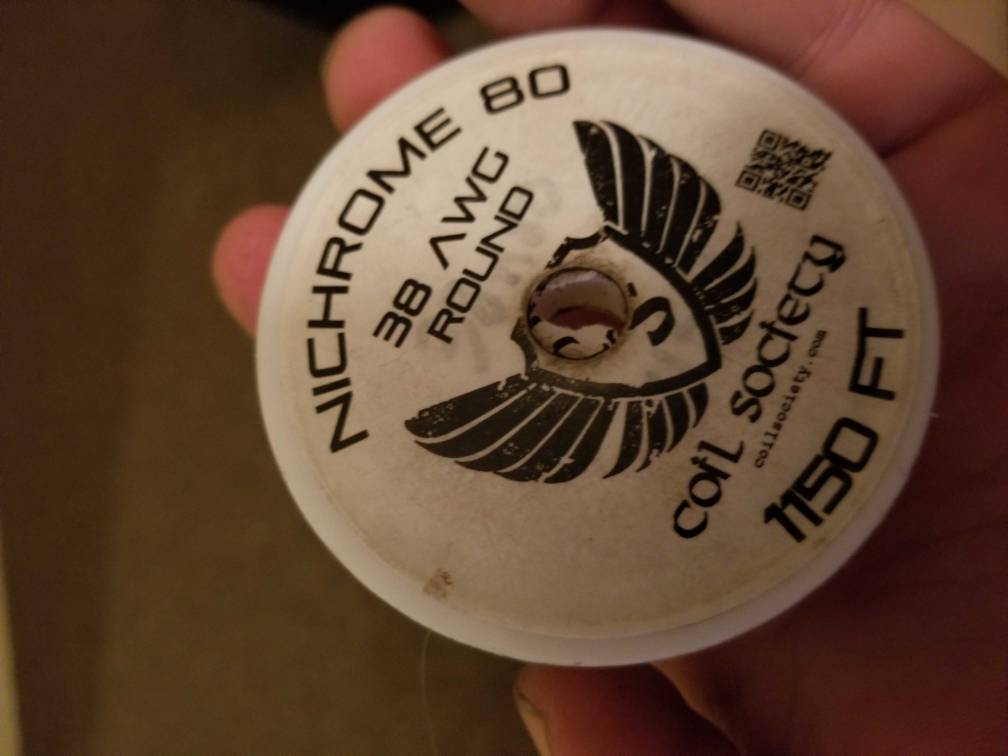 NICHROME 80
38 AWG
ROUND
coil society
coilsociety.com
1150 FT